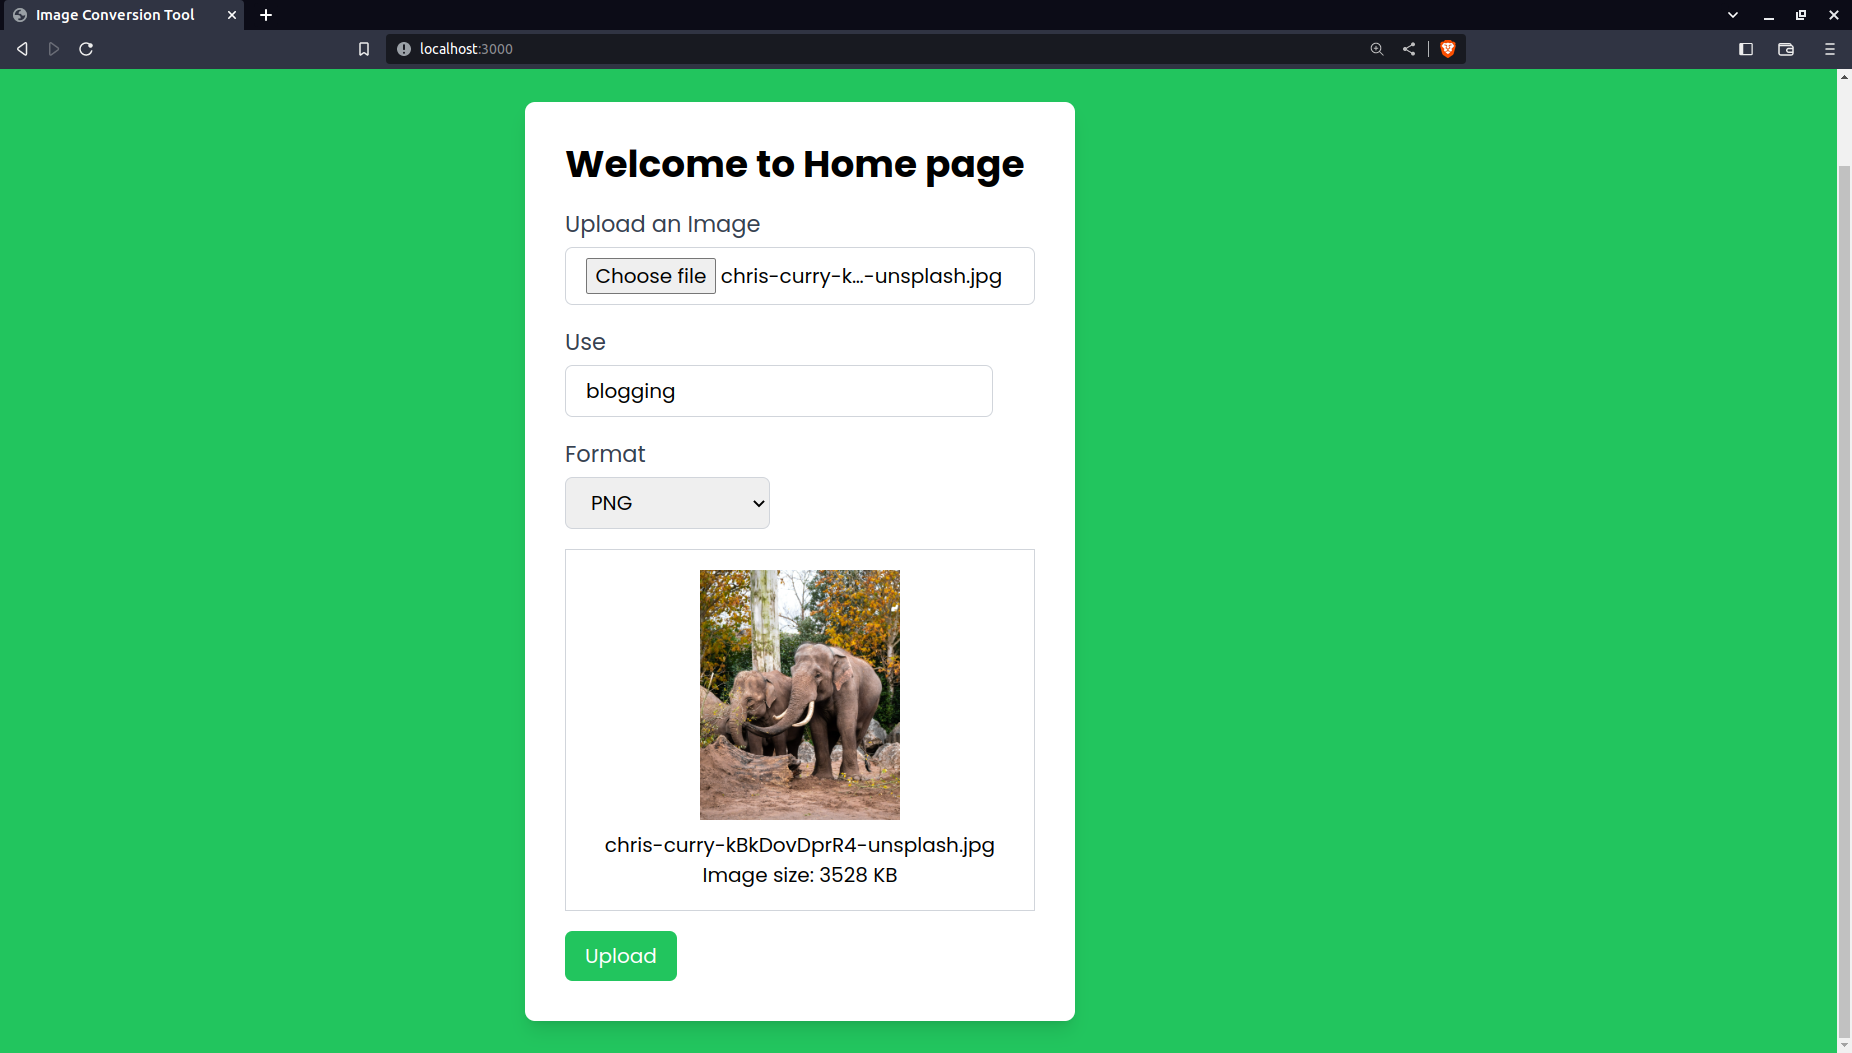 Image Conversion Tool
localhost:3000
Welcome to Home page
Upload an Image
Choose file chris-curry-k...-unsplash.jpg
Use
blogging
Format
PNG
chris-curry-kBkDovDprR4-unsplash.jpg
Image size: 3528 KB
Upload